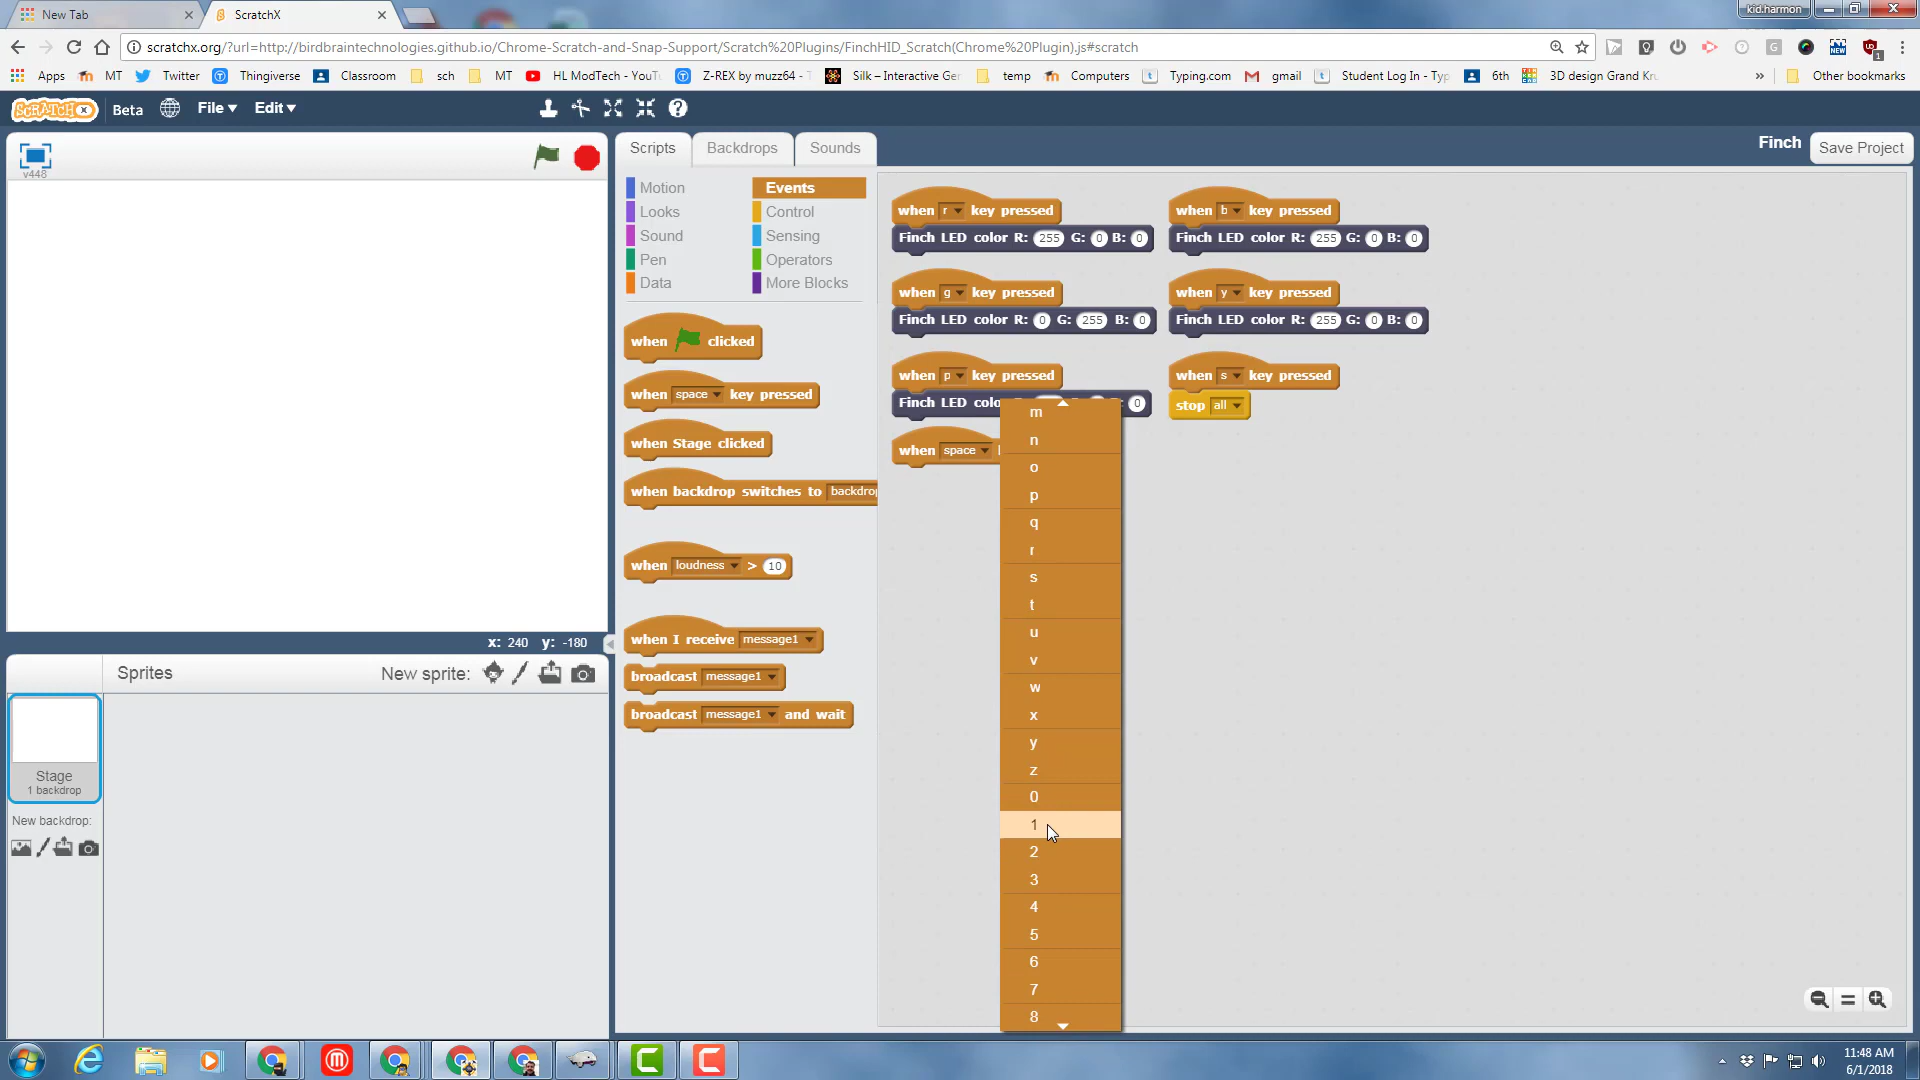 New Tab
ScratchX
kid.harmon
scratchx.org/?url=http://birdbraintechnologies.github.io/Chrome-Scratch-and-Snap-Support/Scratch%20Plugins/FinchHID_Scratch(Chrome%20Plugin).js#scratch
Apps MT Twitter Thingiverse Classroom sch MT HL ModTech - YouTu Z-REX by muzz64 - T Silk – Interactive Ge temp Computers Typing.com gmail Student Log In - Typ 6th 3D design Grand Kru » Other bookmarks
SCRATCHX Beta File Edit
v448
Scripts Backdrops Sounds
Finch
Save Project
Motion Events
Looks Control
Sound Sensing
Pen Operators
Data More Blocks
when clicked
when space key pressed
when Stage clicked
when backdrop switches to backdrop
when loudness > 10
when I receive message1
broadcast message1
broadcast message1 and wait
when r key pressed
Finch LED color R: 255 G: 0 B: 0
when b key pressed
Finch LED color R: 255 G: 0 B: 0
when g key pressed
Finch LED color R: 0 G: 255 B: 0
when y key pressed
Finch LED color R: 255 G: 0 B: 0
when p key pressed
Finch LED colo 0
when s key pressed
stop all
when space
m
n
o
p
q
r
s
t
u
v
w
x
y
z
0
1
2
3
4
5
6
7
8
x: 240 y: -180
Sprites New sprite:
Stage
1 backdrop
New backdrop:
11:48 AM
6/1/2018